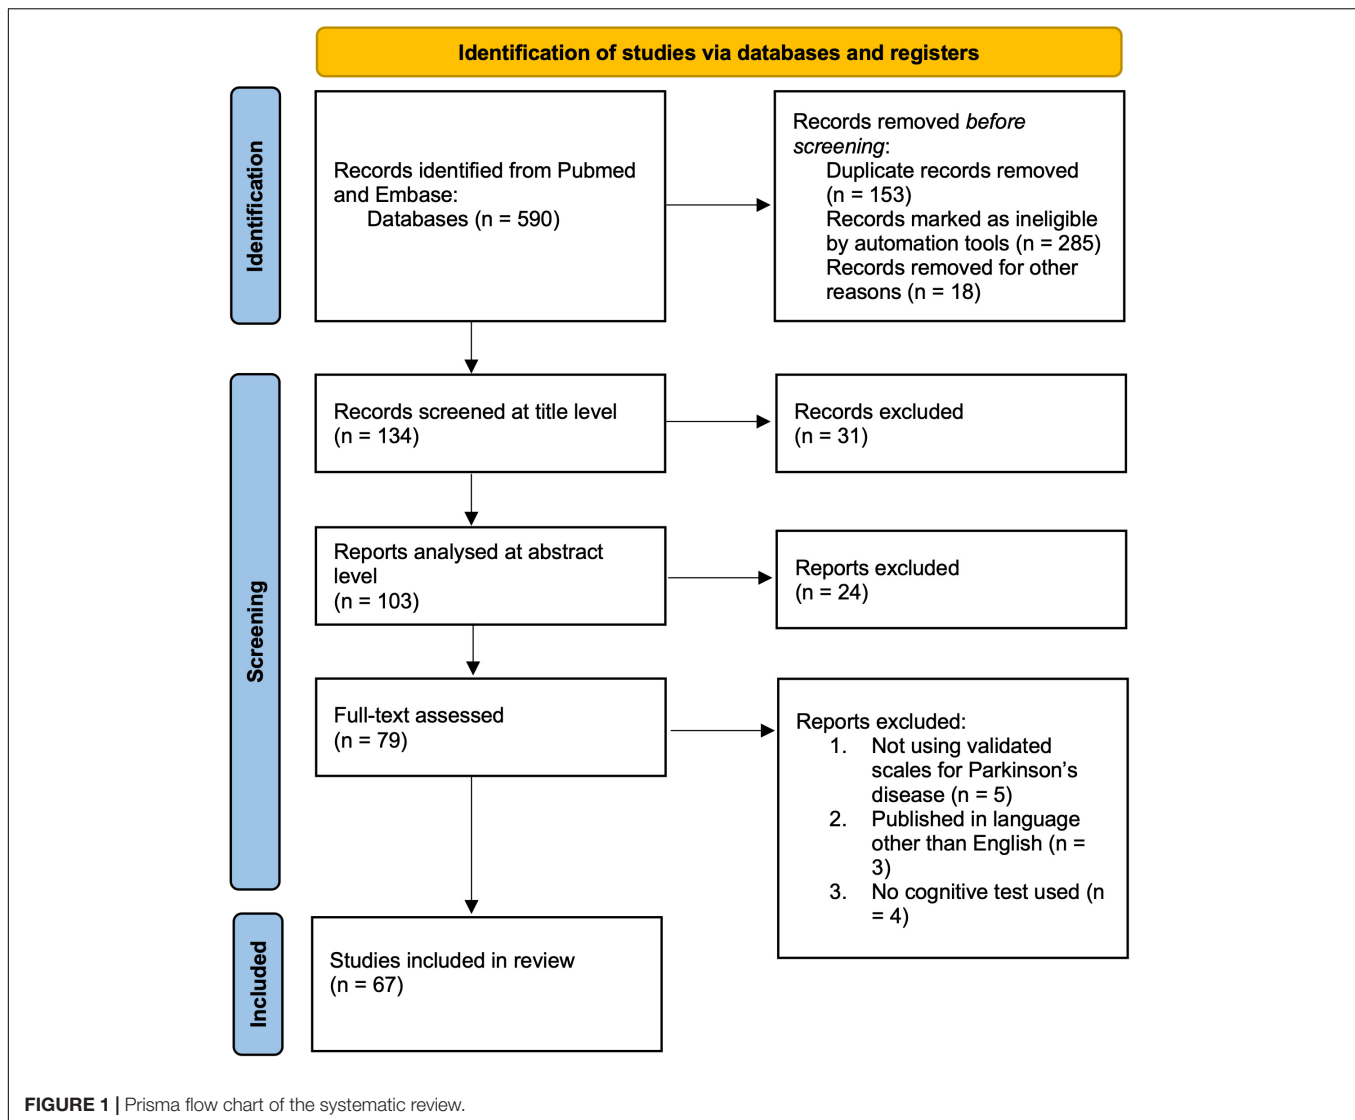 Identification of studies via databases and registers
Identification
Records identified from Pubmed
and Embase:
Databases (n = 590)
Records removed before
screening:
Duplicate records removed
(n = 153)
Records marked as ineligible
by automation tools (n = 285)
Records removed for other
reasons (n = 18)
Screening
Records screened at title level
(n = 134)
Records excluded
(n = 31)
Reports analysed at abstract
level
(n = 103)
Reports excluded
(n = 24)
Full-text assessed
(n = 79)
Reports excluded:
1. Not using validated
scales for Parkinson's
disease (n = 5)
2. Published in language
other than English (n =
3)
3. No cognitive test used (n
= 4)
Included
Studies included in review
(n = 67)
FIGURE 1 | Prisma flow chart of the systematic review.